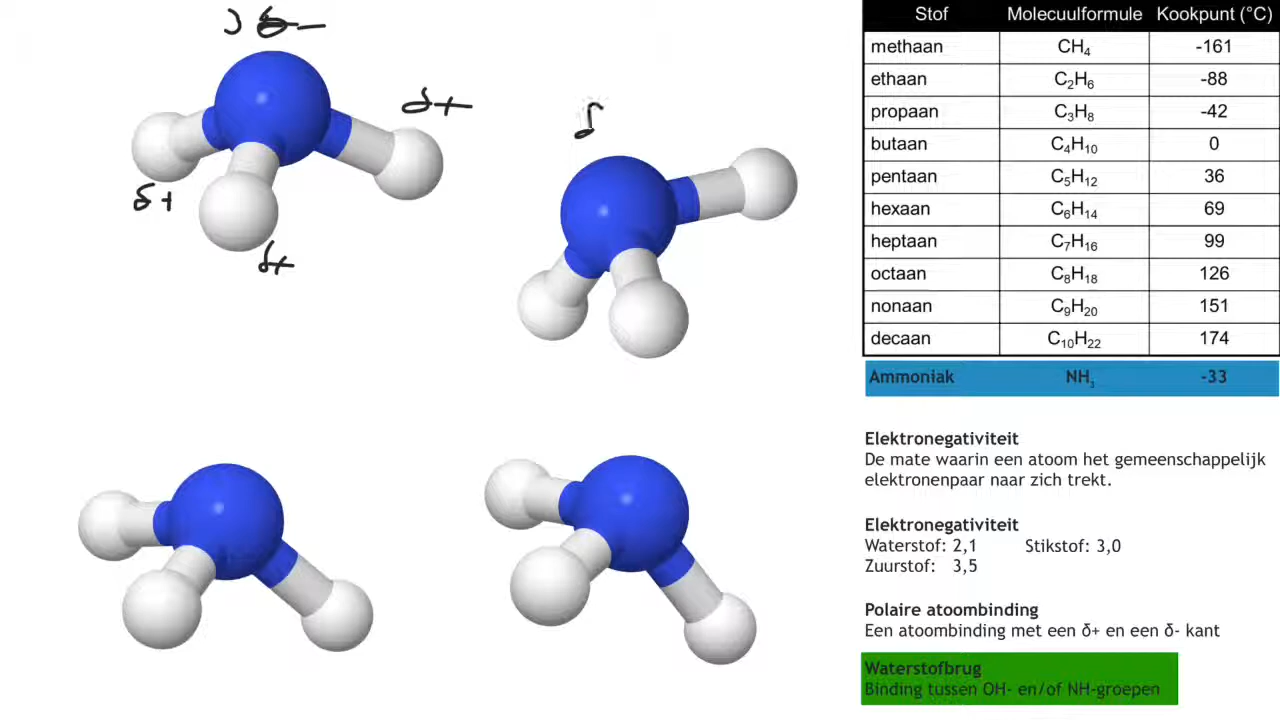 3δ-
δ+
δ+
δ+
δ
Stof Molecuulformule Kookpunt (°C)
methaan CH₄ -161
ethaan C₂H₆ -88
propaan C₃H₈ -42
butaan C₄H₁₀ 0
pentaan C₅H₁₂ 36
hexaan C₆H₁₄ 69
heptaan C₇H₁₆ 99
octaan C₈H₁₈ 126
nonaan C₉H₂₀ 151
decaan C₁₀H₂₂ 174
Ammoniak NH₃ -33
Elektronegativiteit
De mate waarin een atoom het gemeenschappelijk
elektronenpaar naar zich trekt.
Elektronegativiteit
Waterstof: 2,1 Stikstof: 3,0
Zuurstof: 3,5
Polaire atoombinding
Een atoombinding met een δ+ en een δ- kant
Waterstofbrug
Binding tussen OH- en/of NH-groepen